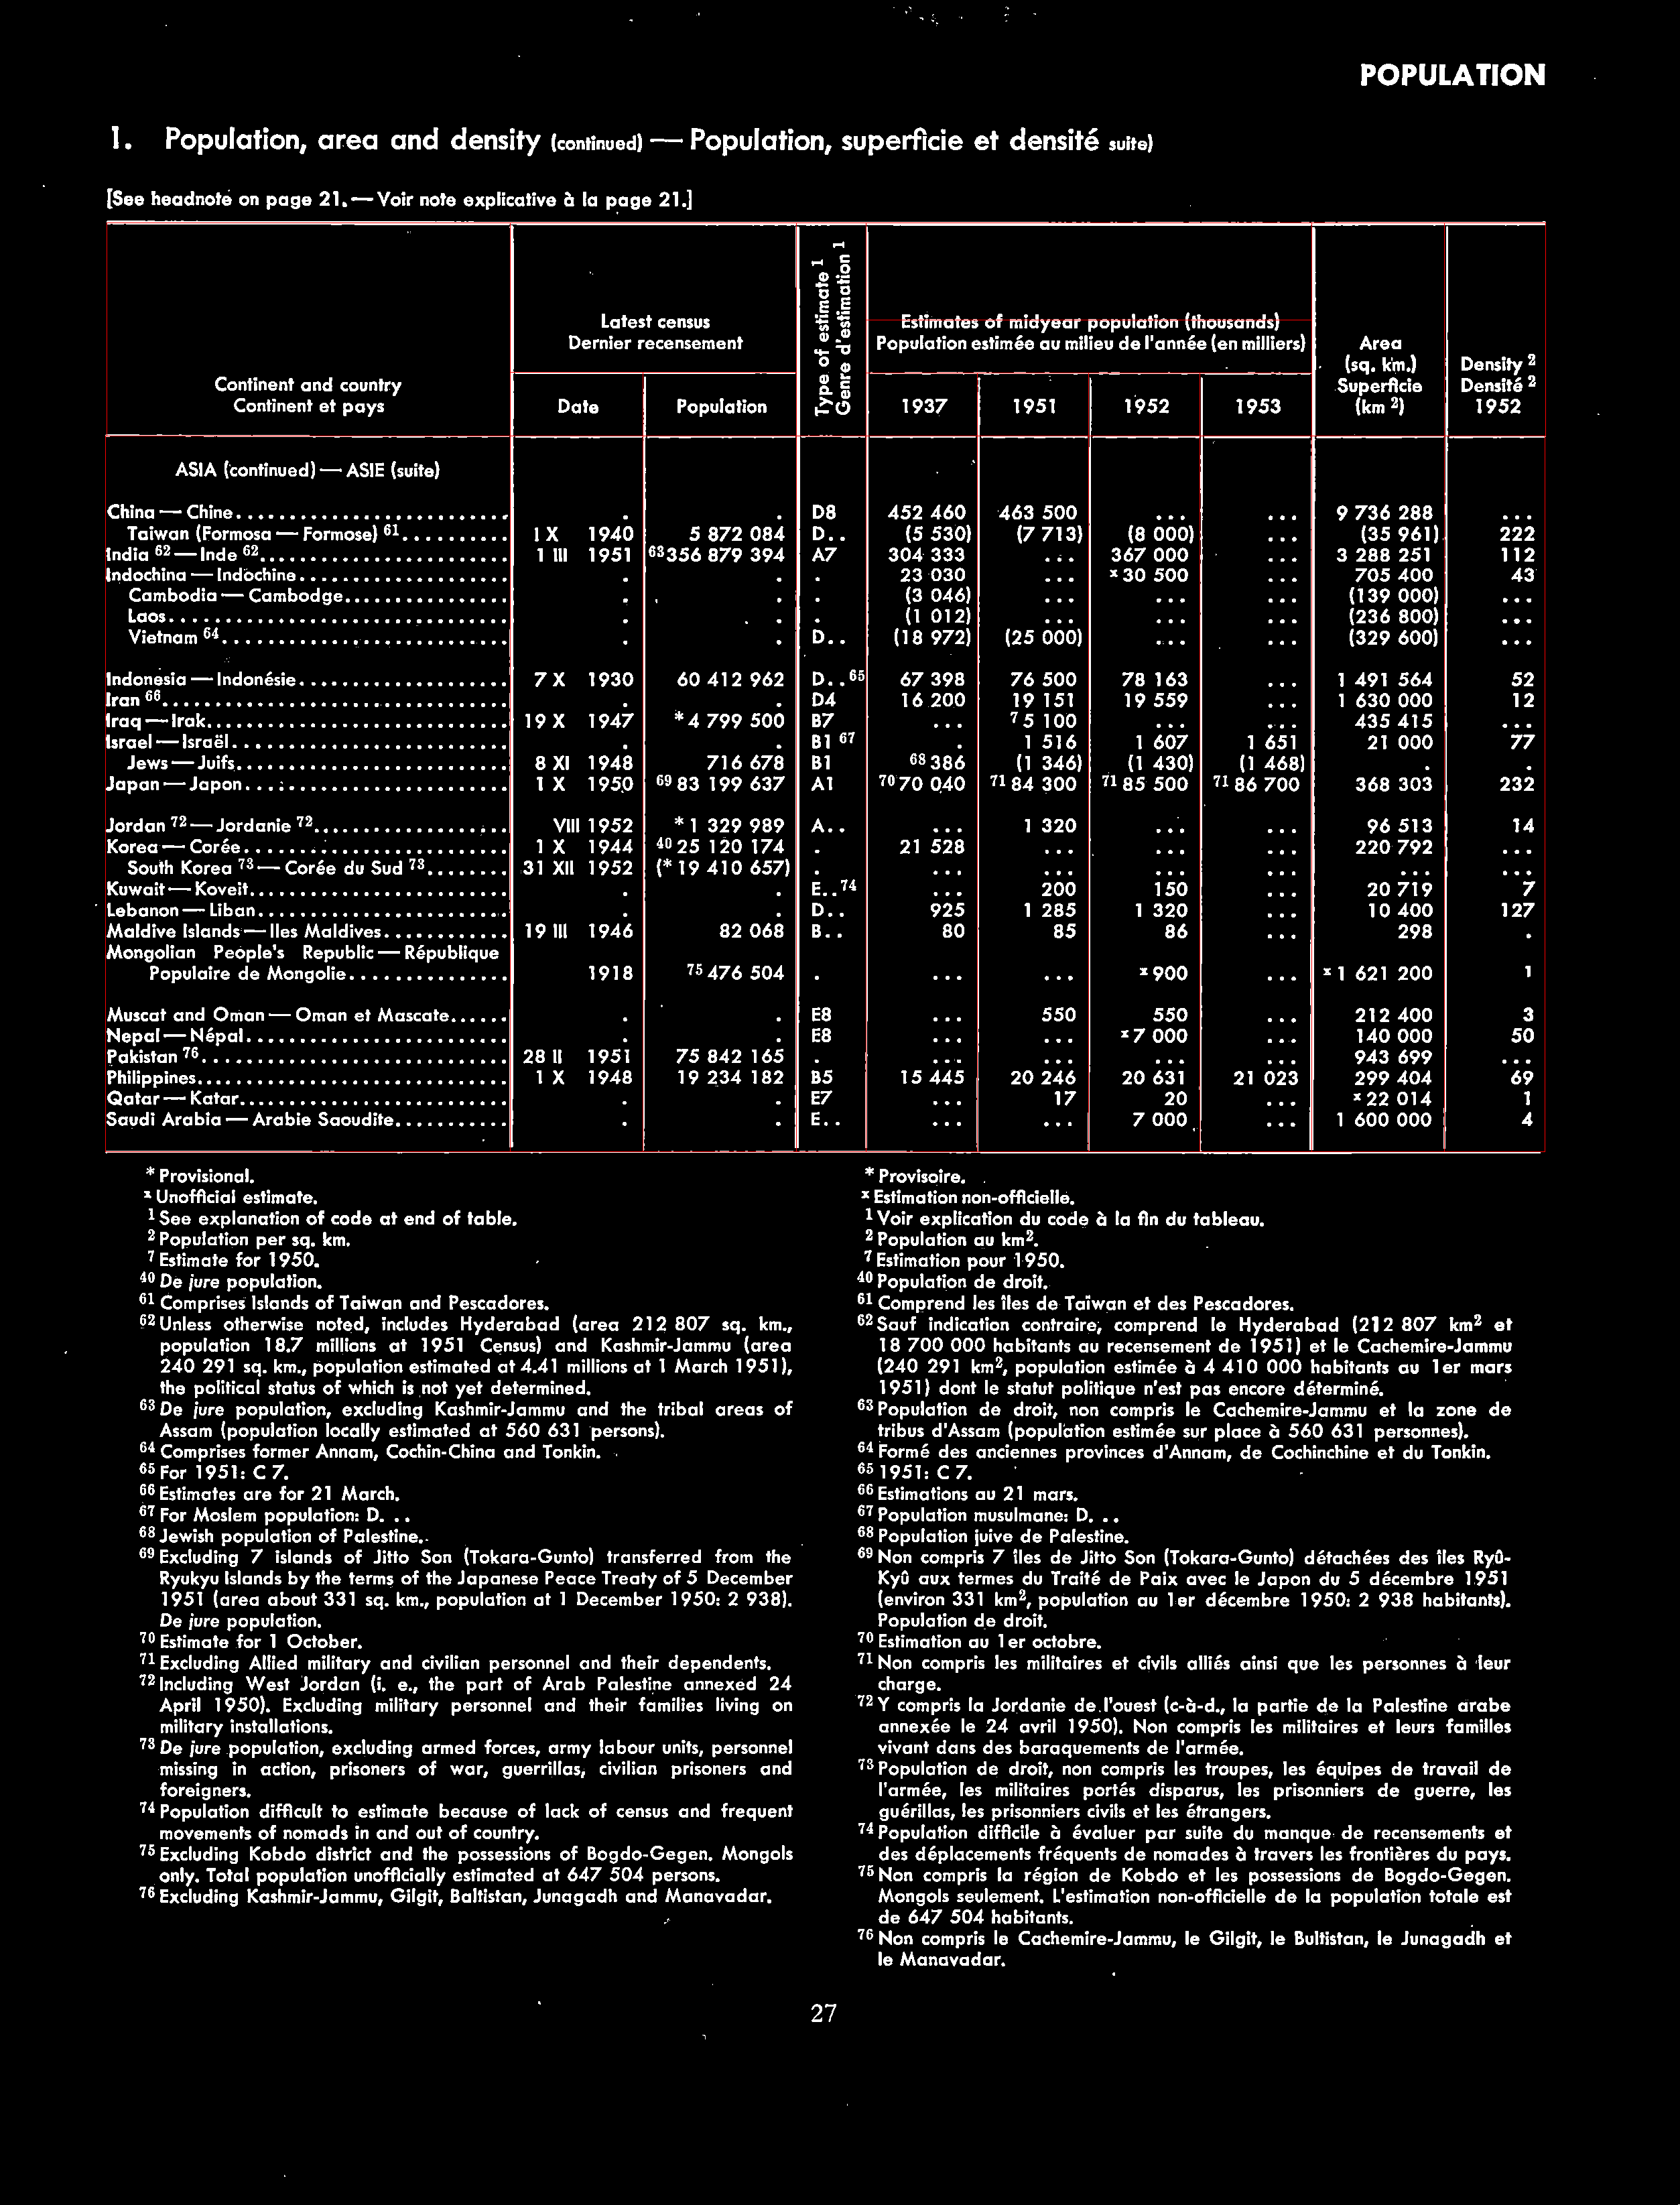 POPULATION
1. Population, area and density (continued) — Population, superficie et densité suite)
[See headnote on page 21. — Voir note explicative à la page 21.]
Continent and country
Continent et pays
Latest census
Dernier recensement
Date
Population
Type of estimate 1
Genre d'estimation 1
Estimates of midyear population (thousands)
Population estimée au milieu de l'année (en milliers)
1937 1951 1952 1953
Area
(sq. km.)
Superficie
(km 2)
Density 2
Densité 2
1952
ASIA (continued) — ASIE (suite)
China — Chine . . D8 452 460 463 500 ... ... 9 736 288 ...
Taiwan (Formosa — Formose) 61 1 X 1940 5 872 084 D.. (5 530) (7 713) (8 000) ... (35 961) 222
India 62 — Inde 62 1 III 1951 63 356 879 394 A7 304 333 ... 367 000 ... 3 288 251 112
Indochina — Indochine . . . 23 030 ... x 30 500 ... 705 400 43
Cambodia — Cambodge . . . (3 046) ... ... ... (139 000) ...
Laos . . . (1 012) ... ... ... (236 800) ...
Vietnam 64 . . D.. (18 972) (25 000) ... ... (329 600) ...
Indonesia — Indonésie 7 X 1930 60 412 962 D.. 65 67 398 76 500 78 163 ... 1 491 564 52
Iran 66 . . D4 16 200 19 151 19 559 ... 1 630 000 12
Iraq — Irak 19 X 1947 * 4 799 500 B7 ... 7 5 100 ... ... 435 415 ...
Israel — Israël . . B1 67 . 1 516 1 607 1 651 21 000 77
Jews — Juifs 8 XI 1948 716 678 B1 68 386 (1 346) (1 430) (1 468) . .
Japan — Japon 1 X 1950 69 83 199 637 A1 70 70 040 71 84 300 71 85 500 71 86 700 368 303 232
Jordan 72 — Jordanie 72 VIII 1952 * 1 329 989 A.. ... 1 320 ... ... 96 513 14
Korea — Corée 1 X 1944 40 25 120 174 . 21 528 ... ... ... 220 792 ...
South Korea 73 — Corée du Sud 73 31 XII 1952 (* 19 410 657) . ... ... ... ... ... ...
Kuwait — Koveit . . E.. 74 ... 200 150 ... 20 719 7
Lebanon — Liban . . D.. 925 1 285 1 320 ... 10 400 127
Maldive Islands — Iles Maldives 19 III 1946 82 068 B.. 80 85 86 ... 298 .
Mongolian People's Republic — République
Populaire de Mongolie 1918 75 476 504 . ... ... x 900 ... x 1 621 200 1
Muscat and Oman — Oman et Mascate . . E8 ... 550 550 ... 212 400 3
Nepal — Népal . . E8 ... ... x 7 000 ... 140 000 50
Pakistan 76 28 II 1951 75 842 165 . ... ... ... ... 943 699 ...
Philippines 1 X 1948 19 234 182 B5 15 445 20 246 20 631 21 023 299 404 69
Qatar — Katar . . E7 ... 17 20 ... x 22 014 1
Saudi Arabia — Arabie Saoudite . . E.. ... ... 7 000 ... 1 600 000 4
* Provisional.
x Unofficial estimate.
1 See explanation of code at end of table.
2 Population per sq. km.
7 Estimate for 1950.
40 De jure population.
61 Comprises Islands of Taiwan and Pescadores.
62 Unless otherwise noted, includes Hyderabad (area 212 807 sq. km.,
population 18.7 millions at 1951 Census) and Kashmir-Jammu (area
240 291 sq. km., population estimated at 4.41 millions at 1 March 1951),
the political status of which is not yet determined.
63 De jure population, excluding Kashmir-Jammu and the tribal areas of
Assam (population locally estimated at 560 631 persons).
64 Comprises former Annam, Cochin-China and Tonkin.
65 For 1951: C 7.
66 Estimates are for 21 March.
67 For Moslem population: D. ..
68 Jewish population of Palestine.
69 Excluding 7 islands of Jitto Son (Tokara-Gunto) transferred from the
Ryukyu Islands by the terms of the Japanese Peace Treaty of 5 December
1951 (area about 331 sq. km., population at 1 December 1950: 2 938).
De jure population.
70 Estimate for 1 October.
71 Excluding Allied military and civilian personnel and their dependents.
72 Including West Jordan (i. e., the part of Arab Palestine annexed 24
April 1950). Excluding military personnel and their families living on
military installations.
73 De jure population, excluding armed forces, army labour units, personnel
missing in action, prisoners of war, guerrillas, civilian prisoners and
foreigners.
74 Population difficult to estimate because of lack of census and frequent
movements of nomads in and out of country.
75 Excluding Kobdo district and the possessions of Bogdo-Gegen. Mongols
only. Total population unofficially estimated at 647 504 persons.
76 Excluding Kashmir-Jammu, Gilgit, Baltistan, Junagadh and Manavadar.
* Provisoire.
x Estimation non-officielle.
1 Voir explication du code à la fin du tableau.
2 Population au km2.
7 Estimation pour 1950.
40 Population de droit.
61 Comprend les îles de Taiwan et des Pescadores.
62 Sauf indication contraire, comprend le Hyderabad (212 807 km2 et
18 700 000 habitants au recensement de 1951) et le Cachemire-Jammu
(240 291 km2, population estimée à 4 410 000 habitants au 1er mars
1951) dont le statut politique n'est pas encore déterminé.
63 Population de droit, non compris le Cachemire-Jammu et la zone de
tribus d'Assam (population estimée sur place à 560 631 personnes).
64 Formé des anciennes provinces d'Annam, de Cochinchine et du Tonkin.
65 1951: C 7.
66 Estimations au 21 mars.
67 Population musulmane: D. ..
68 Population juive de Palestine.
69 Non compris 7 îles de Jitto Son (Tokara-Gunto) détachées des îles Ryû-
Kyû aux termes du Traité de Paix avec le Japon du 5 décembre 1951
(environ 331 km2, population au 1er décembre 1950: 2 938 habitants).
Population de droit.
70 Estimation au 1er octobre.
71 Non compris les militaires et civils alliés ainsi que les personnes à leur
charge.
72 Y compris la Jordanie de l'ouest (c-à-d., la partie de la Palestine arabe
annexée le 24 avril 1950). Non compris les militaires et leurs familles
vivant dans des baraquements de l'armée.
73 Population de droit, non compris les troupes, les équipes de travail de
l'armée, les militaires portés disparus, les prisonniers de guerre, les
guérillas, les prisonniers civils et les étrangers.
74 Population difficile à évaluer par suite du manque de recensements et
des déplacements fréquents de nomades à travers les frontières du pays.
75 Non compris la région de Kobdo et les possessions de Bogdo-Gegen.
Mongols seulement. L'estimation non-officielle de la population totale est
de 647 504 habitants.
76 Non compris le Cachemire-Jammu, le Gilgit, le Bultistan, le Junagadh et
le Manavadar.
27